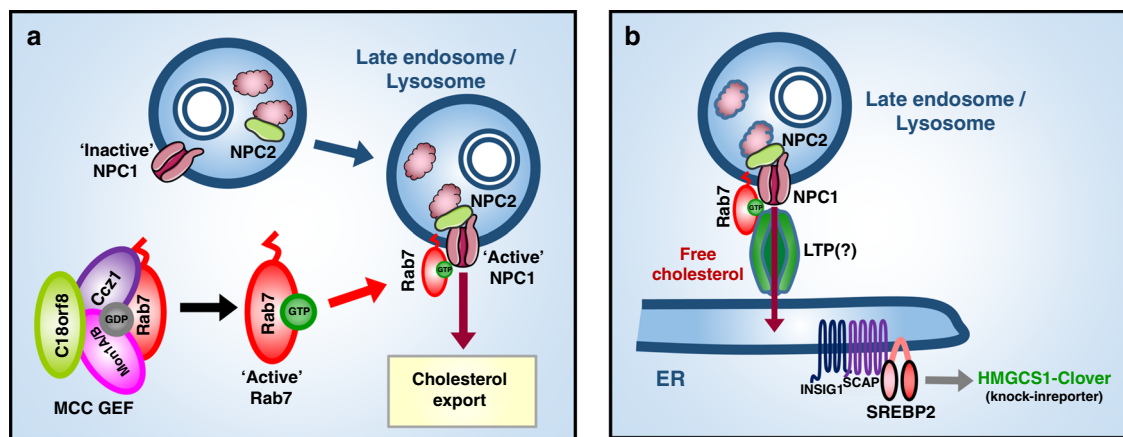 a
Late endosome /
Lysosome
NPC2
'Inactive'
NPC1
NPC2
'Active'
NPC1
Rab7
GTP
C18orf8
Ccz1
GDP
Mon1A/B
Rab7
MCC GEF
Rab7
GTP
'Active'
Rab7
Cholesterol
export
b
Late endosome /
Lysosome
NPC2
NPC1
Rab7
GTP
LTP(?)
Free
cholesterol
ER
INSIG1
SCAP
SREBP2
HMGCS1-Clover
(knock-inreporter)